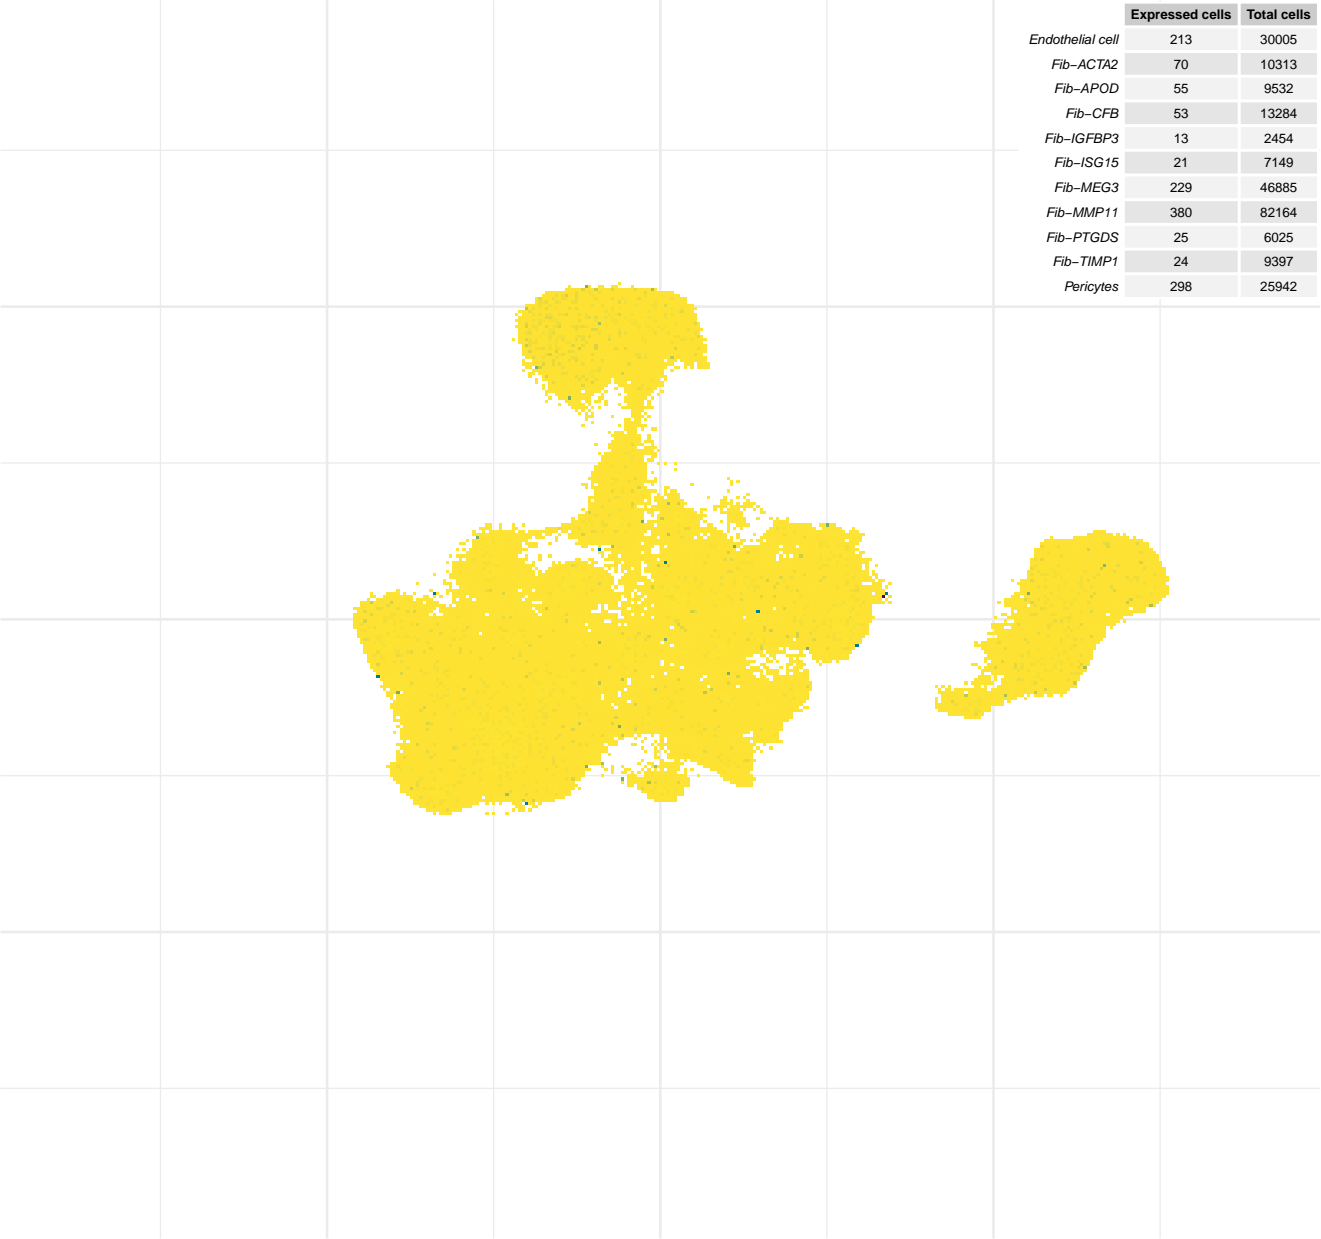 Expressed cells Total cells
Endothelial cell 213 30005
Fib−ACTA2 70 10313
Fib−APOD 55 9532
Fib−CFB 53 13284
Fib−IGFBP3 13 2454
Fib−ISG15 21 7149
Fib−MEG3 229 46885
Fib−MMP11 380 82164
Fib−PTGDS 25 6025
Fib−TIMP1 24 9397
Pericytes 298 25942